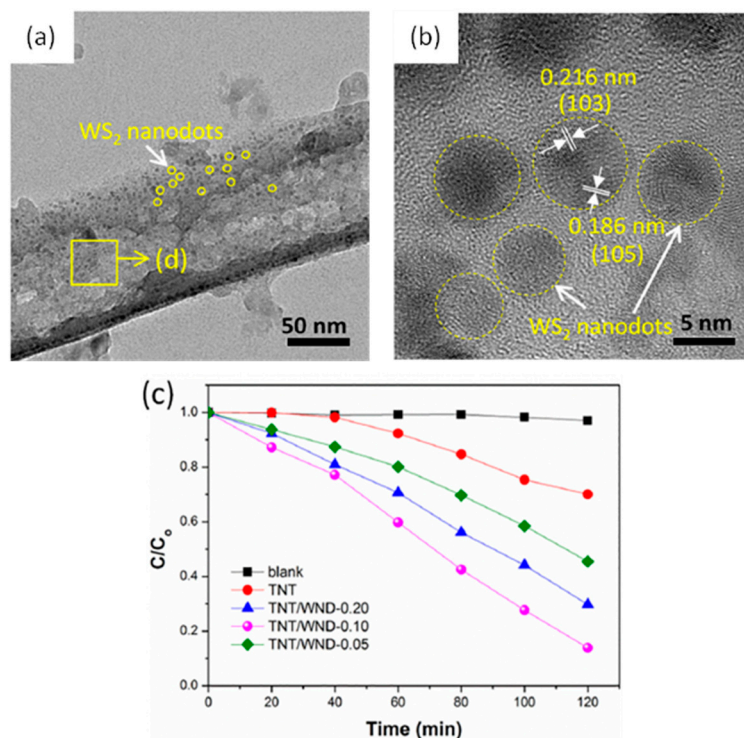 (a)
WS₂ nanodots
(d)
50 nm
(b)
0.216 nm
(103)
0.186 nm
(105)
WS₂ nanodots
5 nm
(c)
1.0
0.8
0.6
0.4
0.2
0.0
C/C₀
blank
TNT
TNT/WND-0.20
TNT/WND-0.10
TNT/WND-0.05
0 20 40 60 80 100 120
Time (min)